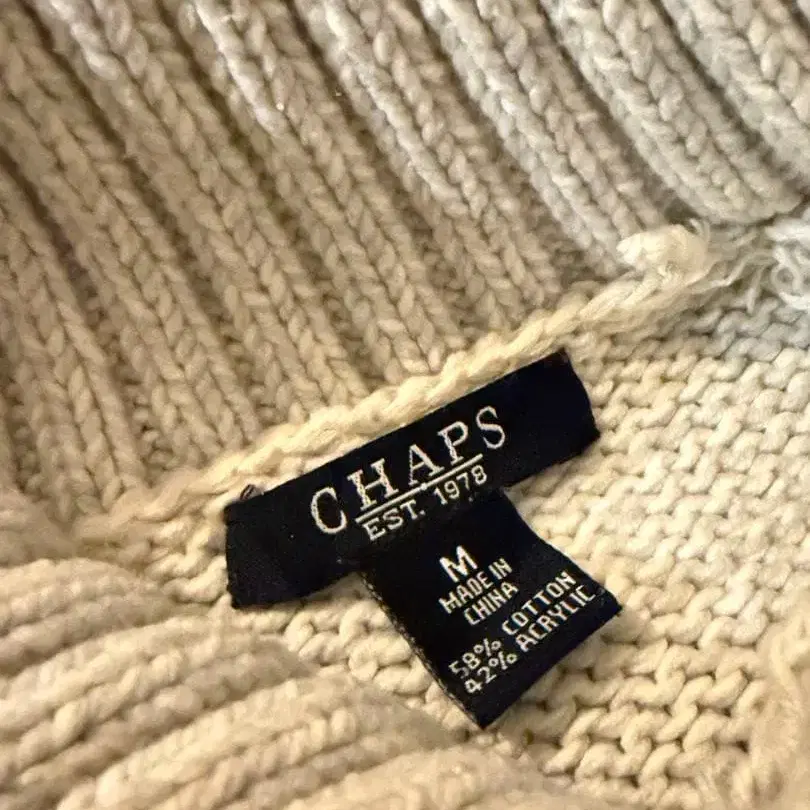 CHAPS
EST. 1978
M
MADE IN
CHINA
58% COTTON
42% ACRYLIC